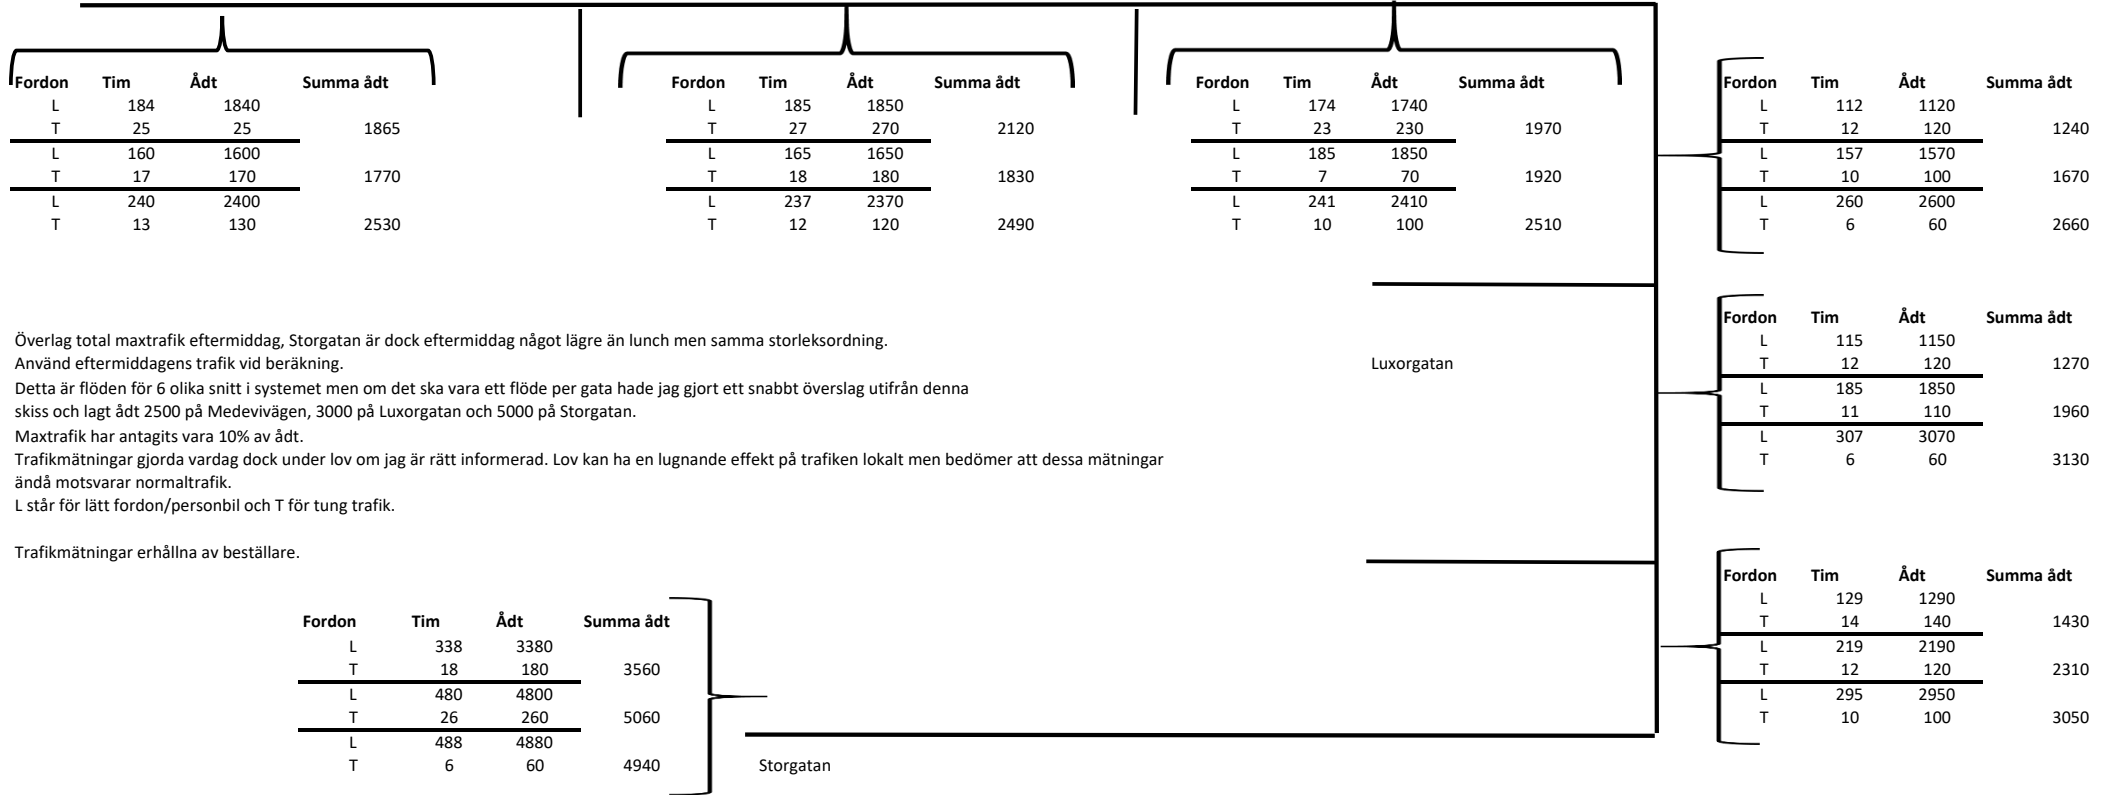 Fordon Tim Ådt Summa ådt
L 184 1840
T 25 25 1865
L 160 1600
T 17 170 1770
L 240 2400
T 13 130 2530
Fordon Tim Ådt Summa ådt
L 185 1850
T 27 270 2120
L 165 1650
T 18 180 1830
L 237 2370
T 12 120 2490
Fordon Tim Ådt Summa ådt
L 174 1740
T 23 230 1970
L 185 1850
T 7 70 1920
L 241 2410
T 10 100 2510
Fordon Tim Ådt Summa ådt
L 112 1120
T 12 120 1240
L 157 1570
T 10 100 1670
L 260 2600
T 6 60 2660
Överlag total maxtrafik eftermiddag, Storgatan är dock eftermiddag något lägre än lunch men samma storleksordning.
Använd eftermiddagens trafik vid beräkning.
Detta är flöden för 6 olika snitt i systemet men om det ska vara ett flöde per gata hade jag gjort ett snabbt överslag utifrån denna
skiss och lagt ådt 2500 på Medevivägen, 3000 på Luxorgatan och 5000 på Storgatan.
Maxtrafik har antagits vara 10% av ådt.
Trafikmätningar gjorda vardag dock under lov om jag är rätt informerad. Lov kan ha en lugnande effekt på trafiken lokalt men bedömer att dessa mätningar
ändå motsvarar normaltrafik.
L står för lätt fordon/personbil och T för tung trafik.
Trafikmätningar erhållna av beställare.
Luxorgatan
Fordon Tim Ådt Summa ådt
L 115 1150
T 12 120 1270
L 185 1850
T 11 110 1960
L 307 3070
T 6 60 3130
Fordon Tim Ådt Summa ådt
L 129 1290
T 14 140 1430
L 219 2190
T 12 120 2310
L 295 2950
T 10 100 3050
Fordon Tim Ådt Summa ådt
L 338 3380
T 18 180 3560
L 480 4800
T 26 260 5060
L 488 4880
T 6 60 4940
Storgatan